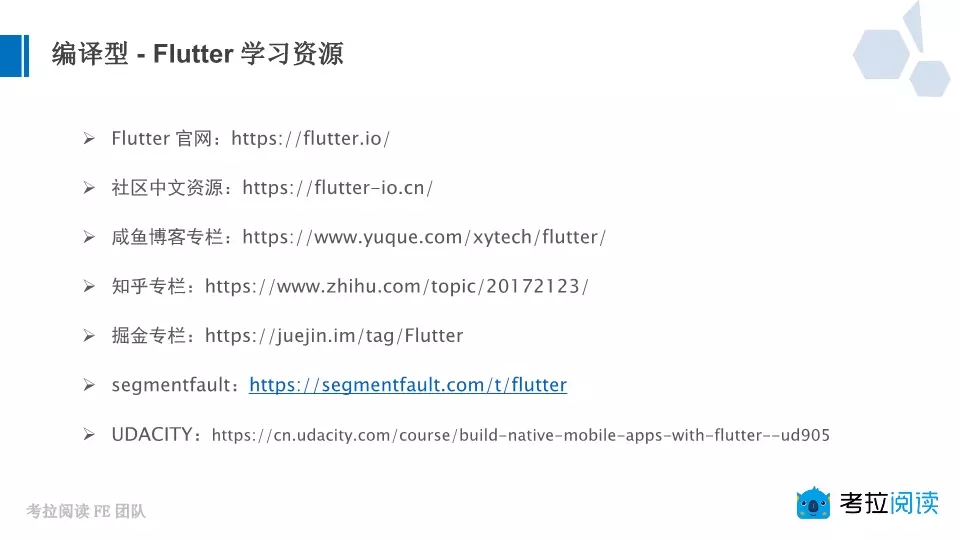 编译型 - Flutter 学习资源
➢ Flutter 官网：https://flutter.io/
➢ 社区中文资源：https://flutter-io.cn/
➢ 咸鱼博客专栏：https://www.yuque.com/xytech/flutter/
➢ 知乎专栏：https://www.zhihu.com/topic/20172123/
➢ 掘金专栏：https://juejin.im/tag/Flutter
➢ segmentfault：https://segmentfault.com/t/flutter
➢ UDACITY：https://cn.udacity.com/course/build-native-mobile-apps-with-flutter--ud905
考拉阅读 FE 团队
考拉阅读